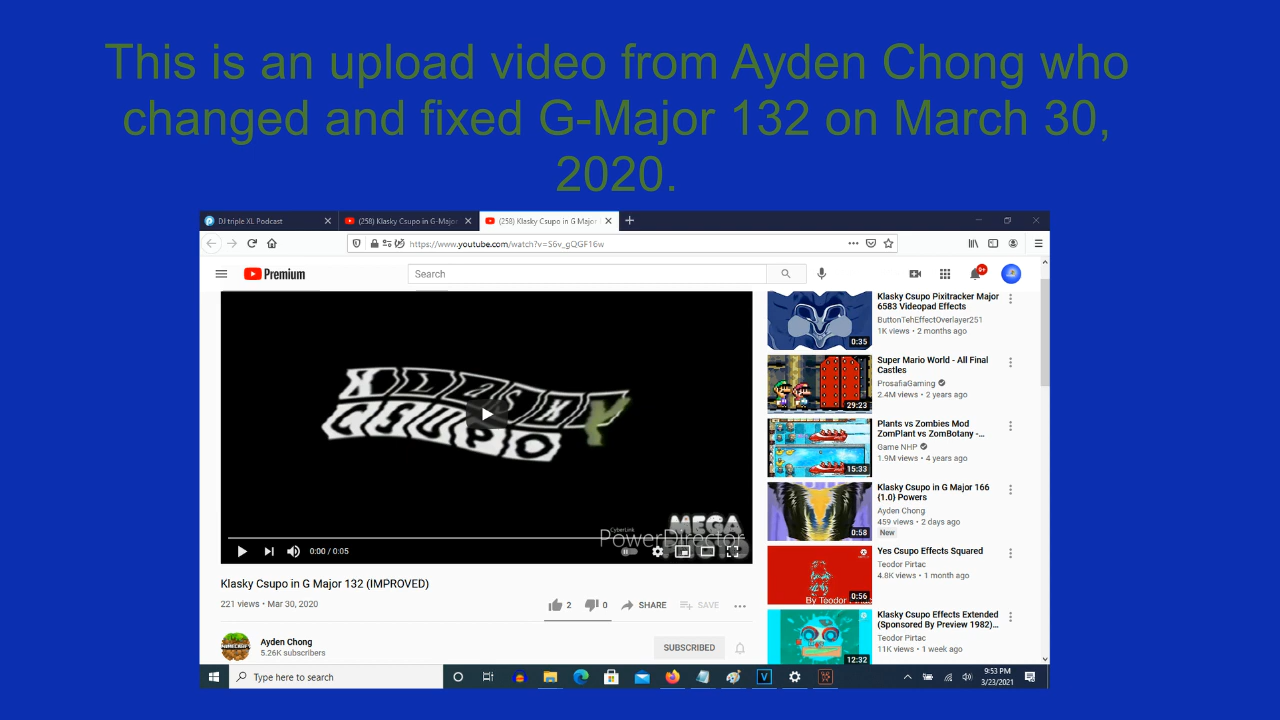 This is an upload video from Ayden Chong who
changed and fixed G-Major 132 on March 30,
2020.
DJ triple XL Podcast
(258) Klasky Csupo in G-Major
(258) Klasky Csupo in G Major
https://www.youtube.com/watch?v=S6v_gQGF16w
Premium
Search
9+
KLASKY
CSUPO
MEGA
CyberLink
PowerDirector
0:00 / 0:05
Klasky Csupo in G Major 132 (IMPROVED)
221 views • Mar 30, 2020
2
0
SHARE
SAVE
Ayden Chong
5.26K subscribers
SUBSCRIBED
Klasky Csupo Pixitracker Major
6583 Videopad Effects
ButtonTehEffectOverlayer251
1K views • 2 months ago
0:35
Super Mario World - All Final
Castles
ProsafiaGaming
2.4M views • 2 years ago
29:23
Plants vs Zombies Mod
ZomPlant vs ZomBotany -...
Game NHP
1.9M views • 4 years ago
15:33
Klasky Csupo in G Major 166
(1.0) Powers
Ayden Chong
459 views • 2 days ago
New
0:58
Yes Csupo Effects Squared
Teodor Pirtac
4.8K views • 1 month ago
By Teodor
0:56
Klasky Csupo Effects Extended
(Sponsored By Preview 1982)...
Teodor Pirtac
11K views • 1 week ago
12:32
Type here to search
9:53 PM
3/23/2021